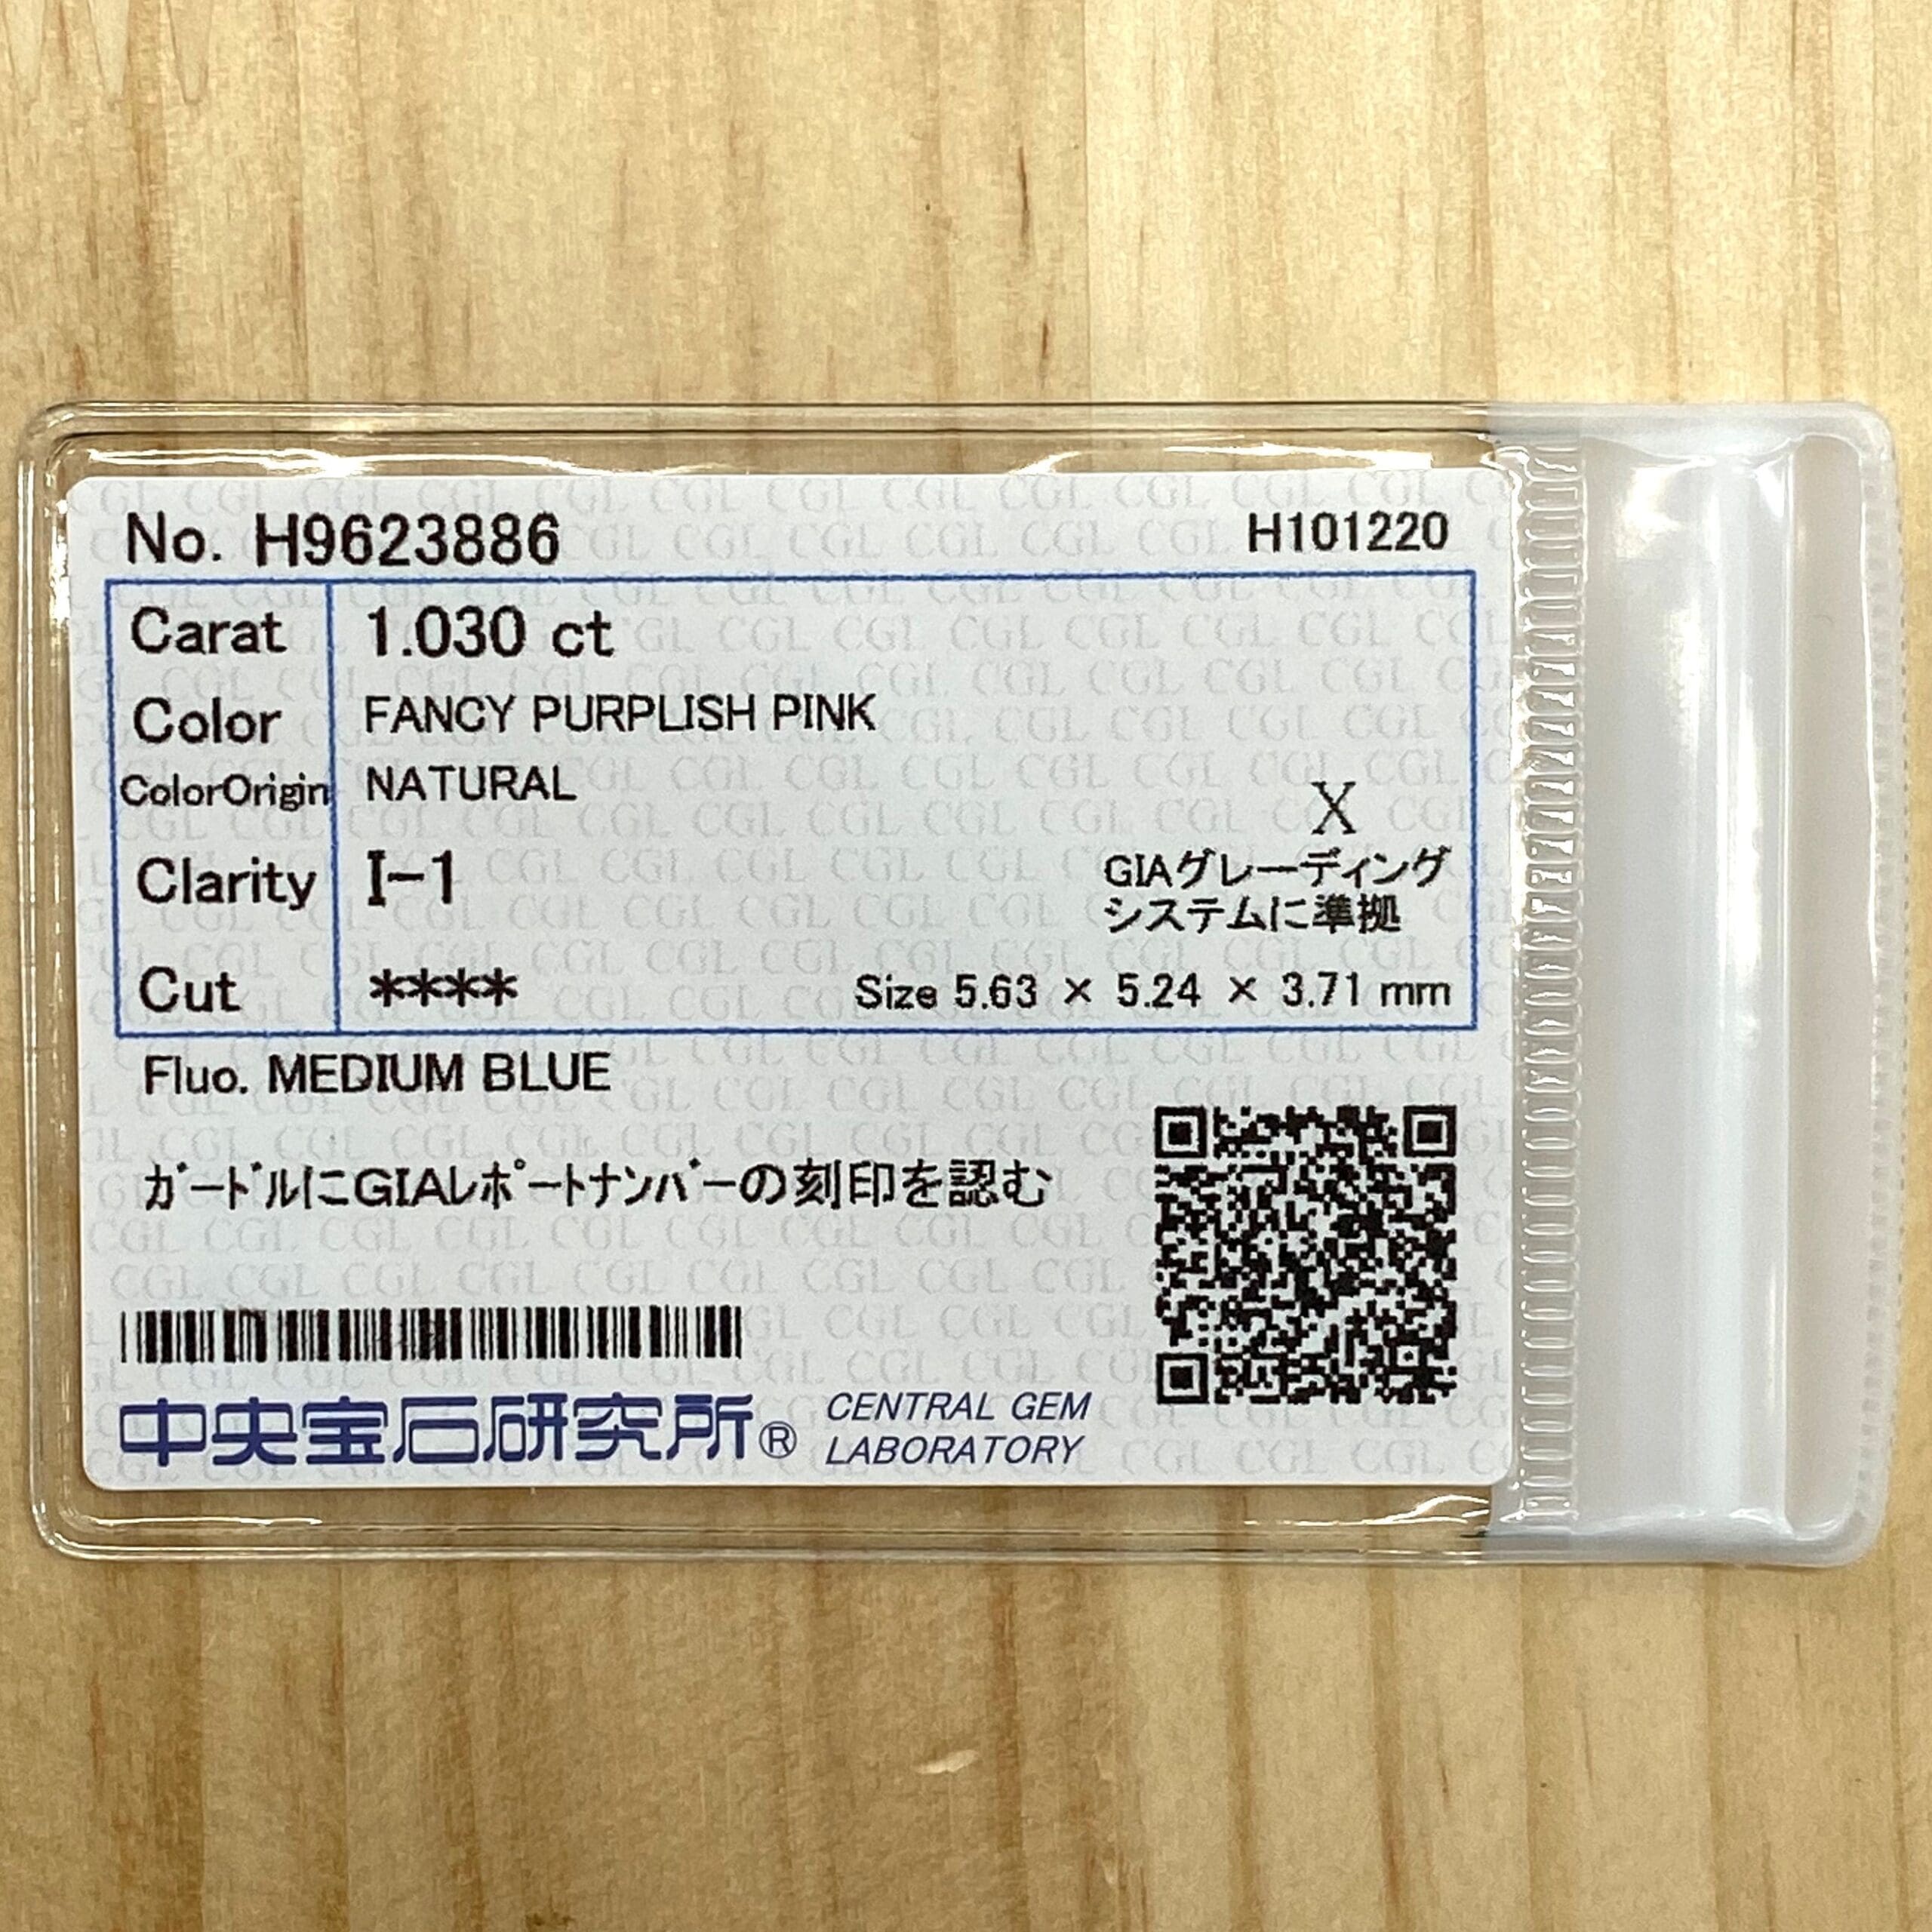 No. H9623886 H101220
Carat 1.030 ct
Color FANCY PURPLISH PINK
ColorOrigin NATURAL
X
Clarity I-1
GIAグレーディング
システムに準拠
Cut **** Size 5.63 × 5.24 × 3.71 mm
Fluo. MEDIUM BLUE
ガードルにGIAレポートナンバーの刻印を認む
中央宝石研究所® CENTRAL GEM
LABORATORY